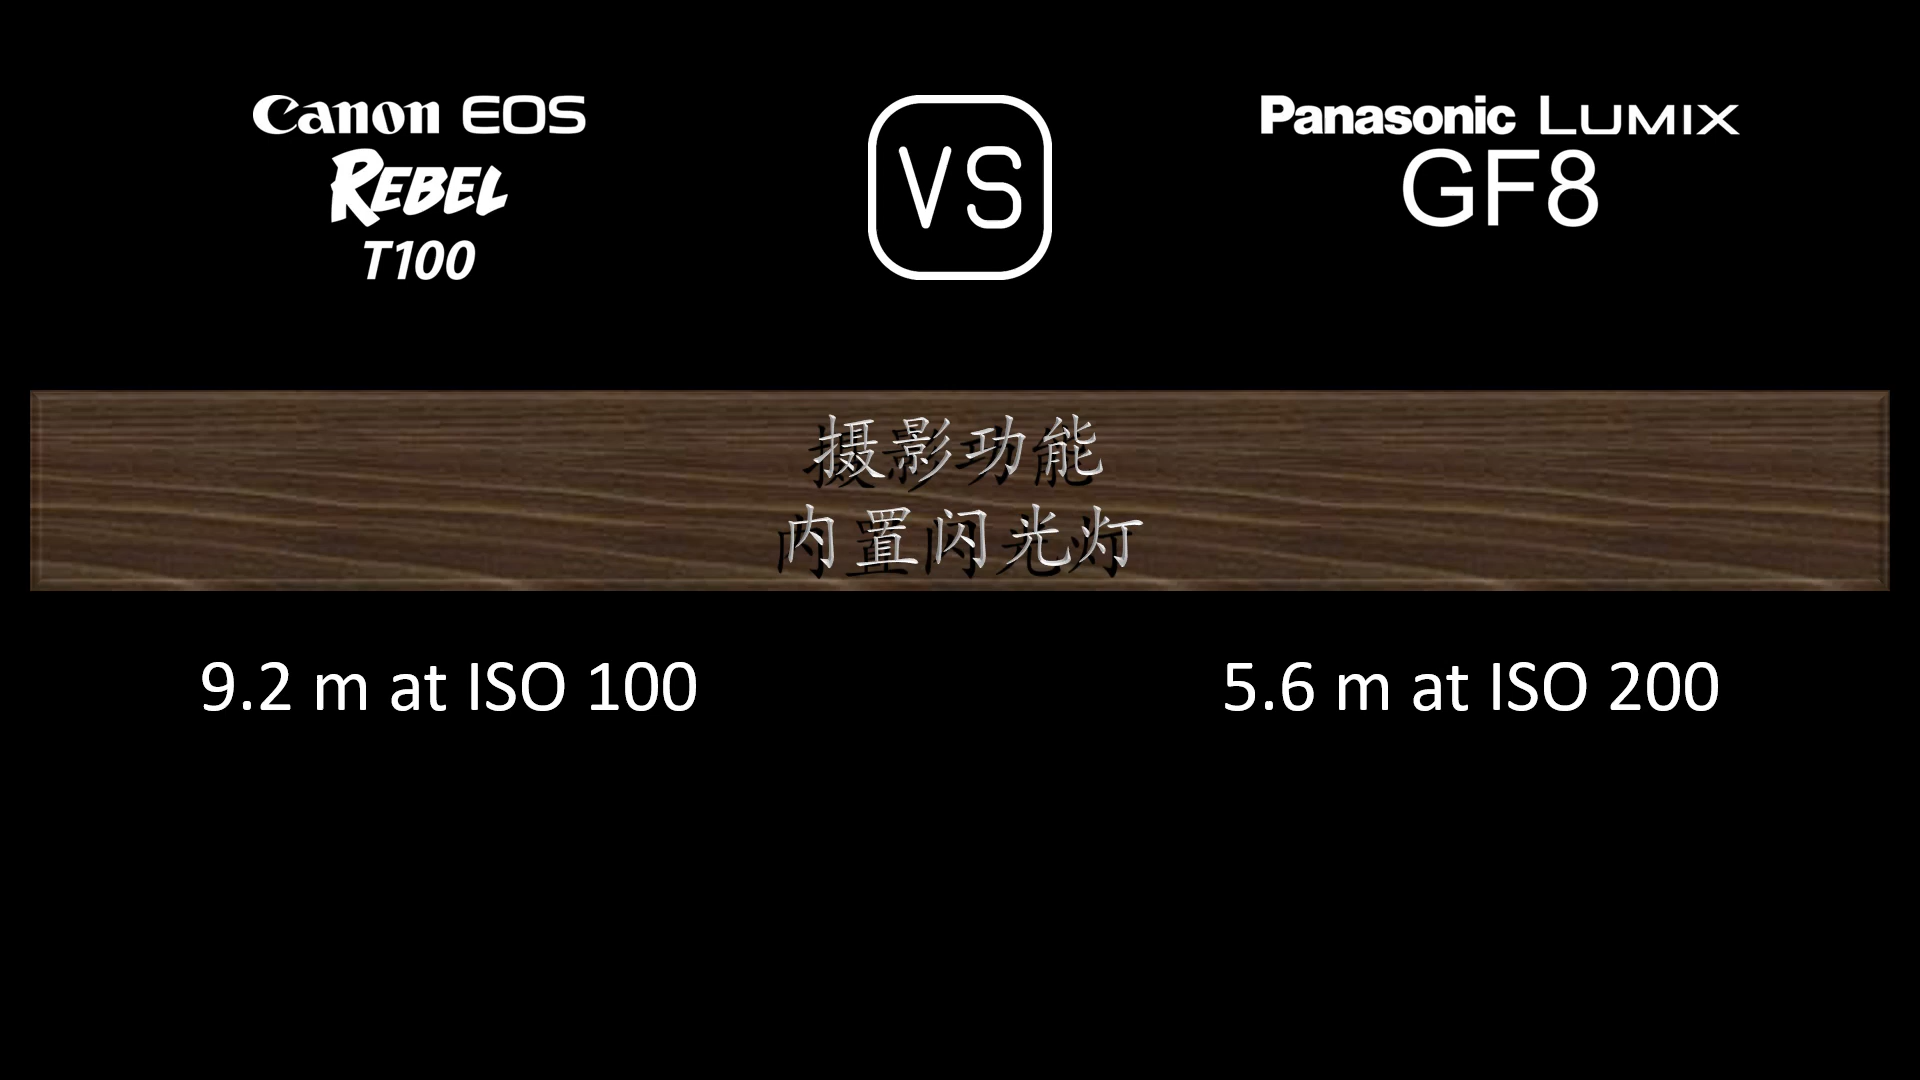 Canon EOS
REBEL
T100
VS
Panasonic LUMIX
GF8
摄影功能
内置闪光灯
9.2 m at ISO 100
5.6 m at ISO 200